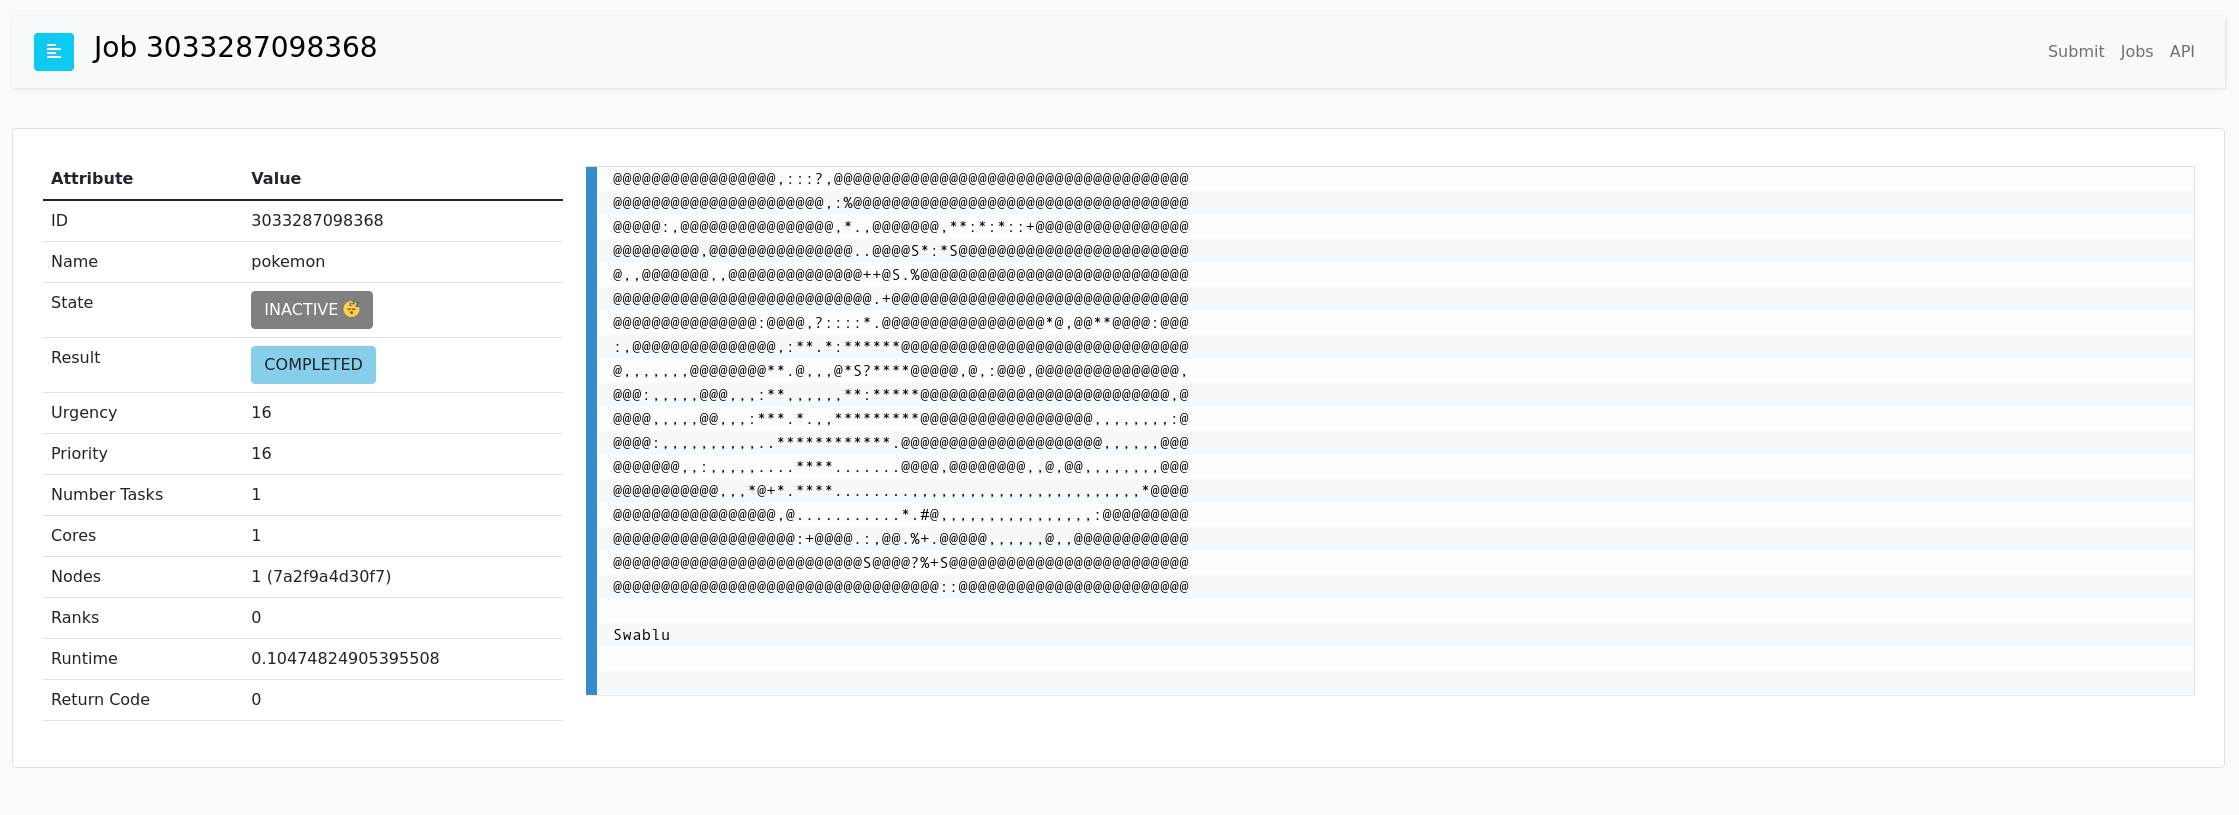 Job 3033287098368
Submit Jobs API
Attribute Value
ID 3033287098368
Name pokemon
State INACTIVE 😴
Result COMPLETED
Urgency 16
Priority 16
Number Tasks 1
Cores 1
Nodes 1 (7a2f9a4d30f7)
Ranks 0
Runtime 0.10474824905395508
Return Code 0
Swablu